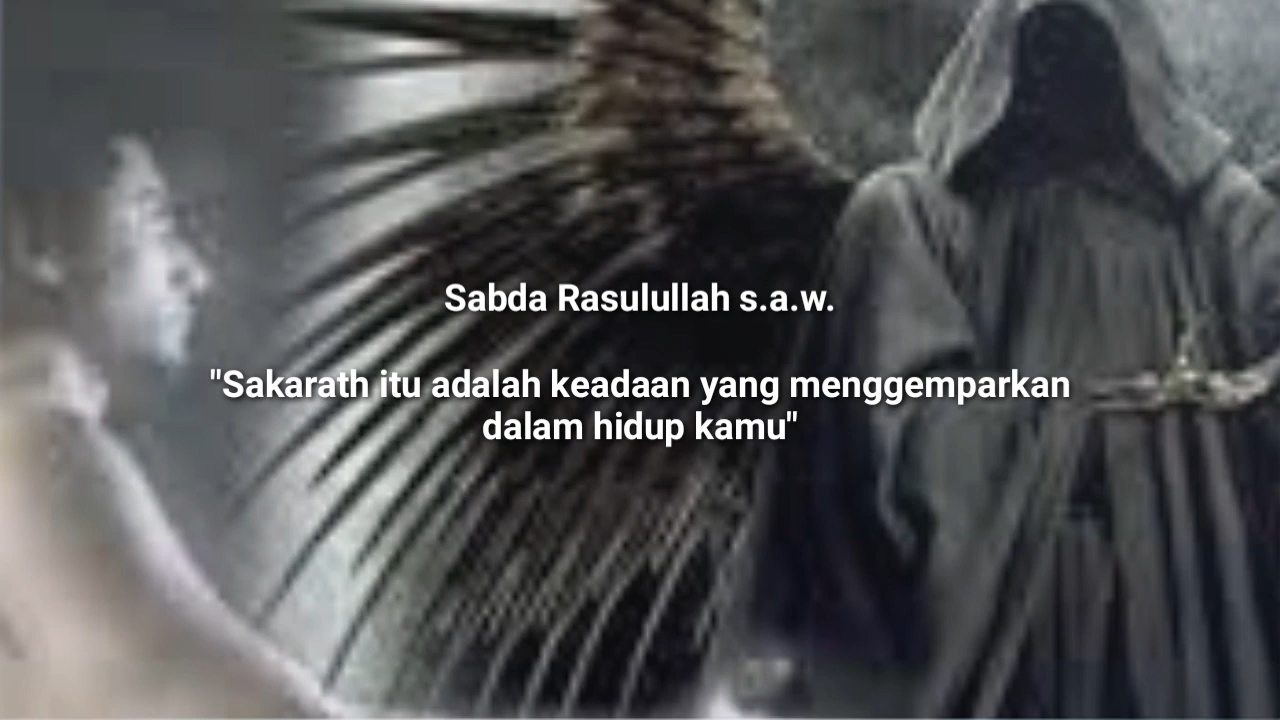 Sabda Rasulullah s.a.w.
"Sakarath itu adalah keadaan yang menggemparkan
dalam hidup kamu"